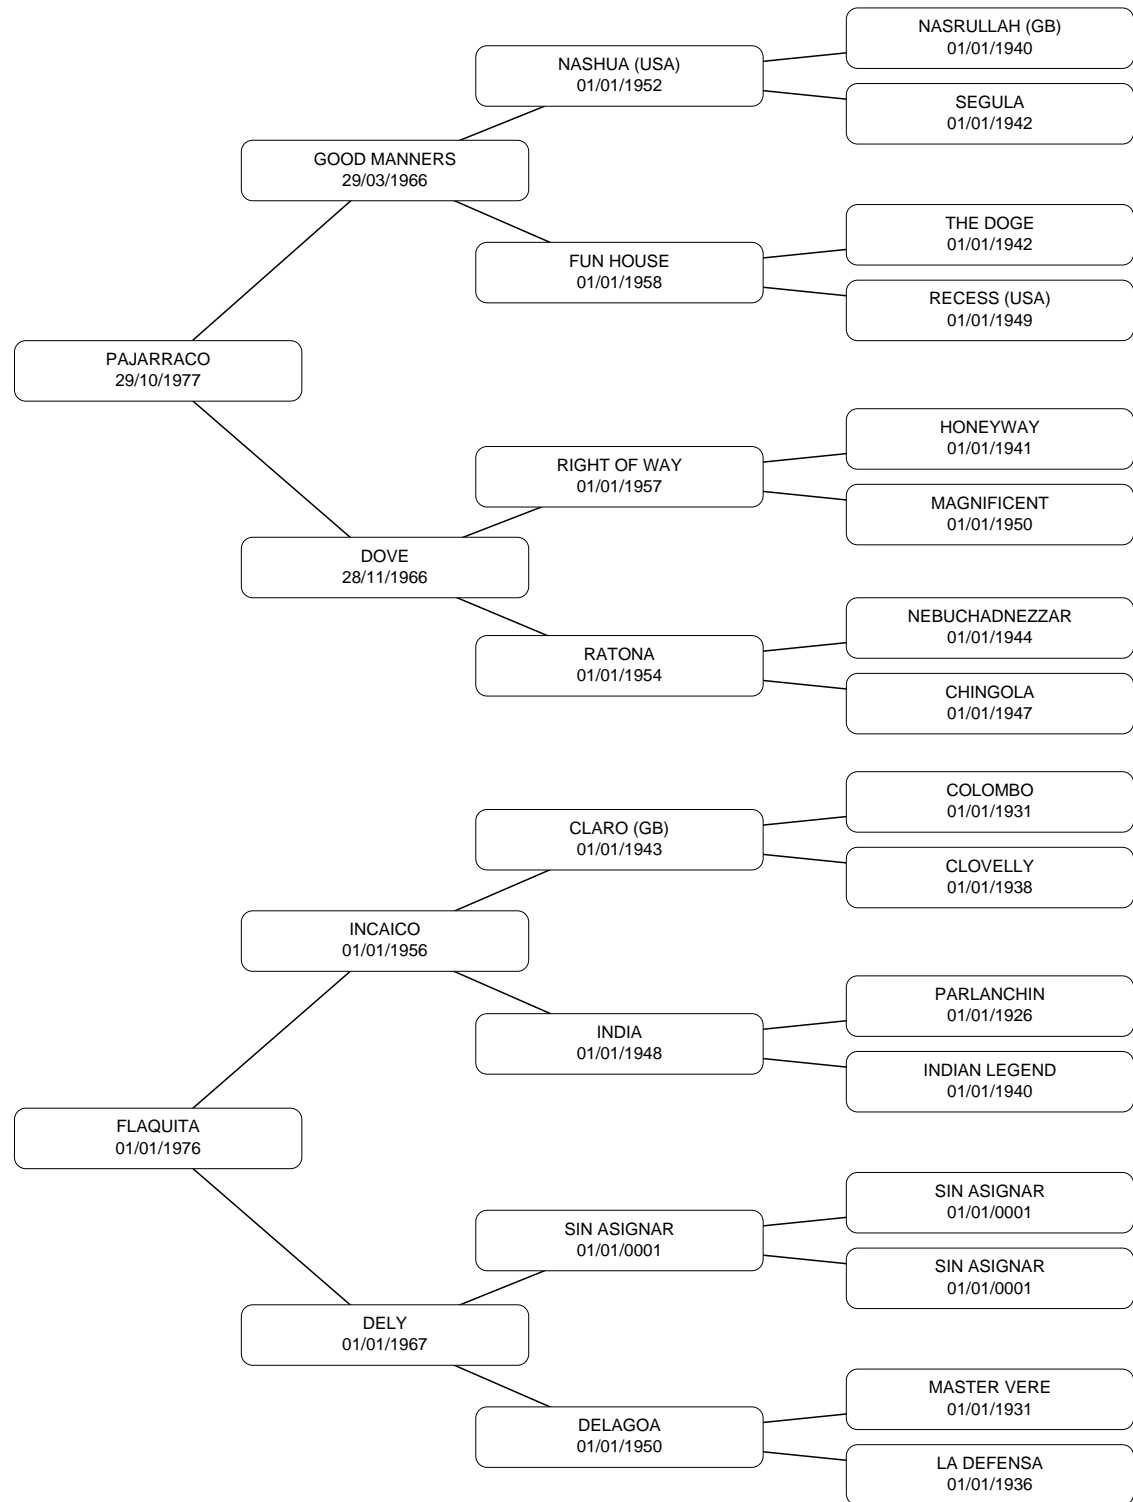 NASRULLAH (GB)
01/01/1940
NASHUA (USA)
01/01/1952
SEGULA
01/01/1942
GOOD MANNERS
29/03/1966
THE DOGE
01/01/1942
FUN HOUSE
01/01/1958
RECESS (USA)
01/01/1949
PAJARRACO
29/10/1977
HONEYWAY
01/01/1941
RIGHT OF WAY
01/01/1957
MAGNIFICENT
01/01/1950
DOVE
28/11/1966
NEBUCHADNEZZAR
01/01/1944
RATONA
01/01/1954
CHINGOLA
01/01/1947
COLOMBO
01/01/1931
CLARO (GB)
01/01/1943
CLOVELLY
01/01/1938
INCAICO
01/01/1956
PARLANCHIN
01/01/1926
INDIA
01/01/1948
INDIAN LEGEND
01/01/1940
FLAQUITA
01/01/1976
SIN ASIGNAR
01/01/0001
SIN ASIGNAR
01/01/0001
SIN ASIGNAR
01/01/0001
DELY
01/01/1967
MASTER VERE
01/01/1931
DELAGOA
01/01/1950
LA DEFENSA
01/01/1936